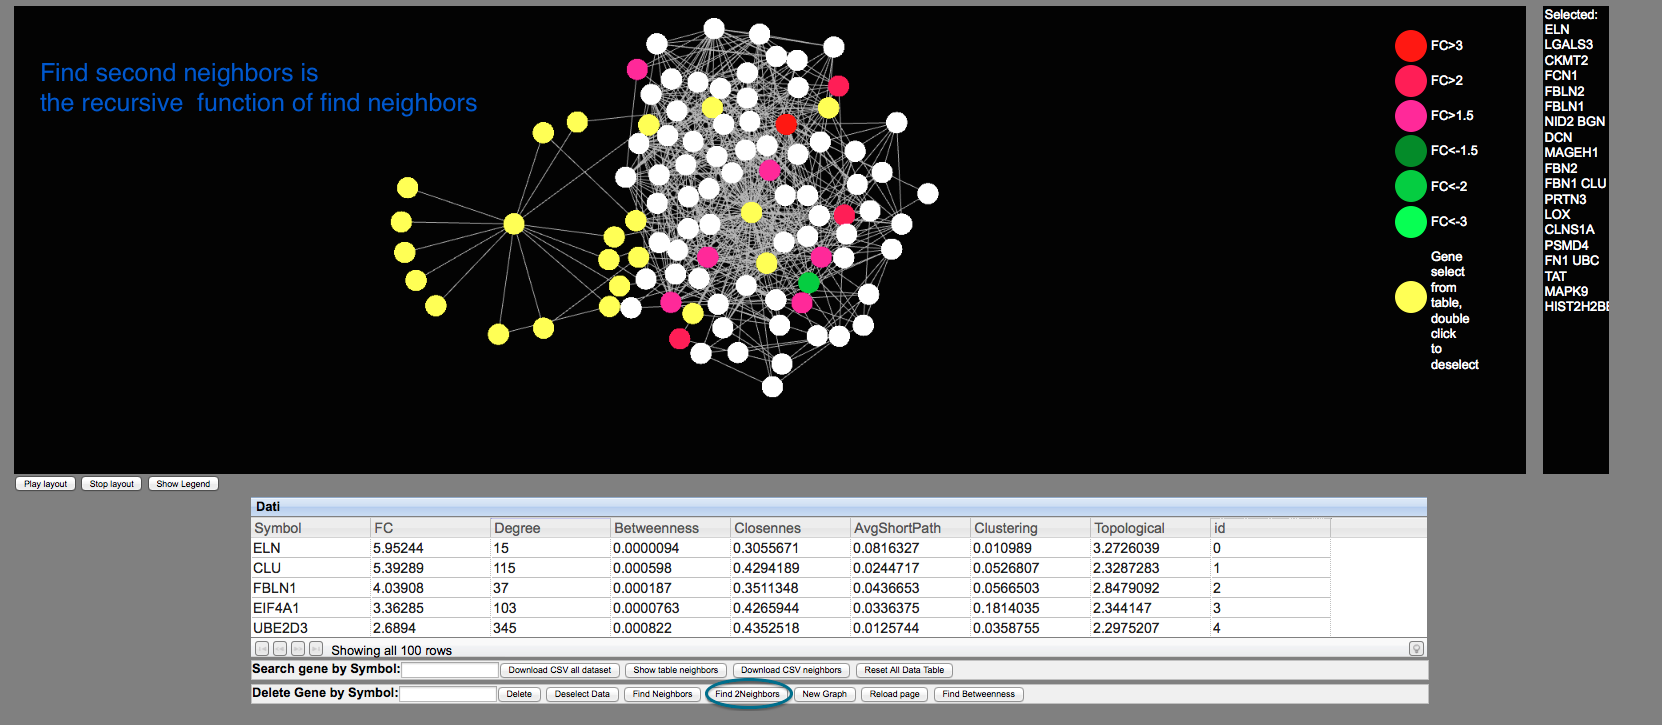 Find second neighbors is
the recursive  function of find neighbors
FC>3
FC>2
FC>1.5
FC<-1.5
FC<-2
FC<-3
Gene
select
from
table,
double
click
to
deselect
Selected:
ELN
LGALS3
CKMT2
FCN1
FBLN2
FBLN1
NID2 BGN
DCN
MAGEH1
FBN2
FBN1 CLU
PRTN3
LOX
CLNS1A
PSMD4
FN1 UBC
TAT
MAPK9
HIST2H2BE
Play layout Stop layout Show Legend
Dati
Symbol FC Degree Betweenness Closennes AvgShortPath Clustering Topological id
ELN 5.95244 15 0.0000094 0.3055671 0.0816327 0.010989 3.2726039 0
CLU 5.39289 115 0.000598 0.4294189 0.0244717 0.0526807 2.3287283 1
FBLN1 4.03908 37 0.000187 0.3511348 0.0436653 0.0566503 2.8479092 2
EIF4A1 3.36285 103 0.0000763 0.4265944 0.0336375 0.1814035 2.344147 3
UBE2D3 2.6894 345 0.000822 0.4352518 0.0125744 0.0358755 2.2975207 4
Showing all 100 rows
Search gene by Symbol: Download CSV all dataset Show table neighbors Download CSV neighbors Reset All Data Table
Delete Gene by Symbol: Delete Deselect Data Find Neighbors Find 2Neighbors New Graph Reload page Find Betweenness